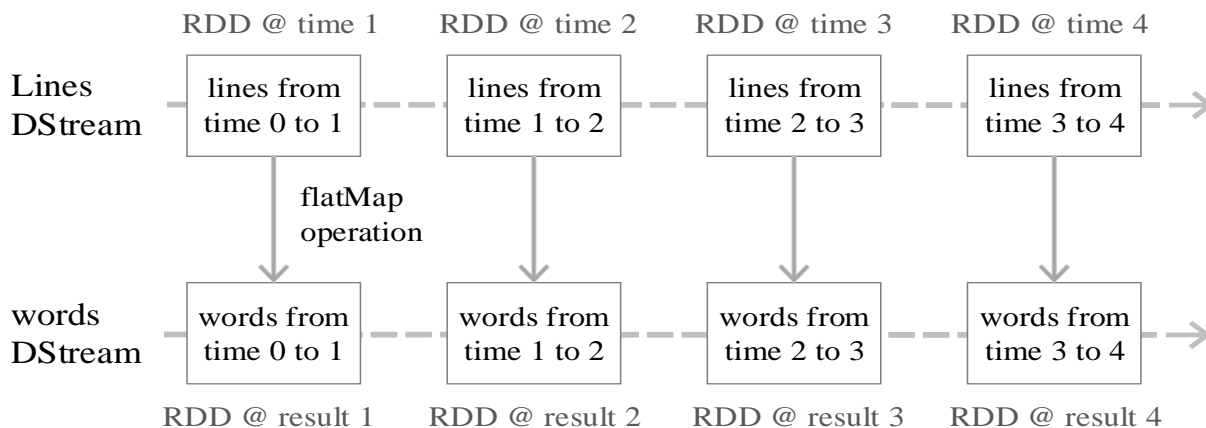 RDD @ time 1
RDD @ time 2
RDD @ time 3
RDD @ time 4
Lines
DStream
lines from
time 0 to 1
lines from
time 1 to 2
lines from
time 2 to 3
lines from
time 3 to 4
flatMap
operation
words
DStream
words from
time 0 to 1
words from
time 1 to 2
words from
time 2 to 3
words from
time 3 to 4
RDD @ result 1
RDD @ result 2
RDD @ result 3
RDD @ result 4